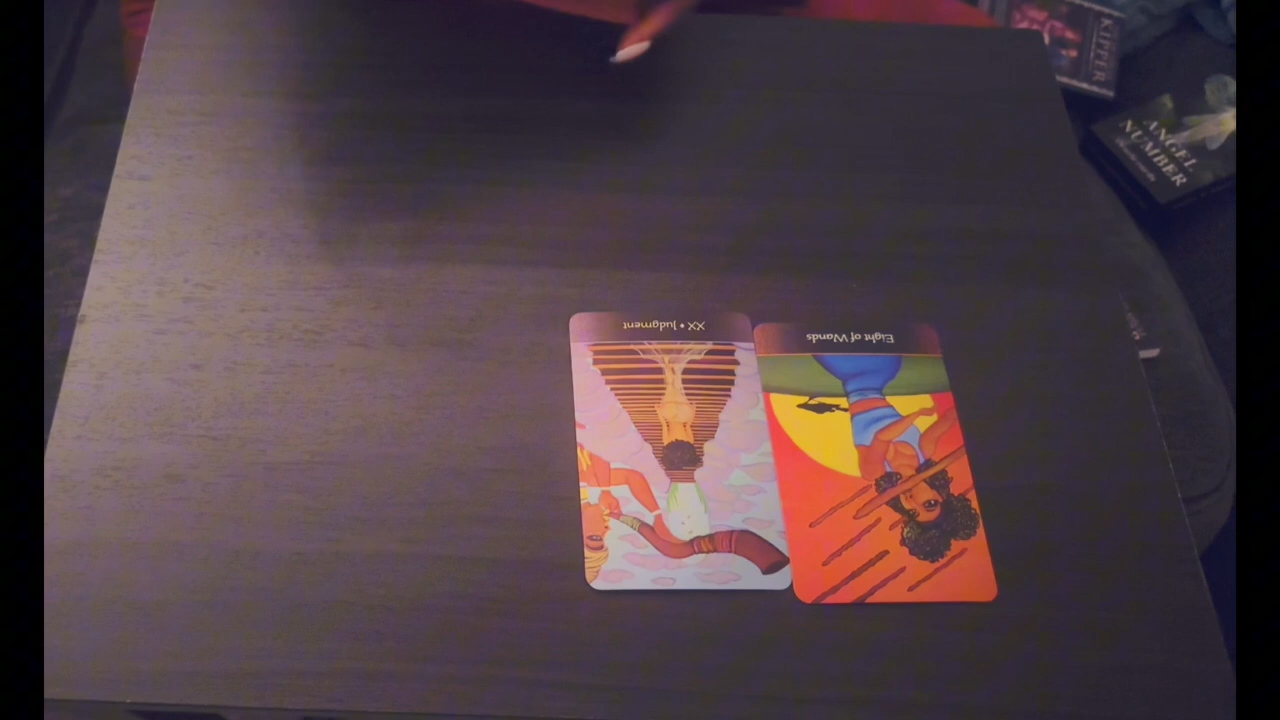 KIPPER
ANGEL
NUMBER
XX • Judgment
Eight of Wands